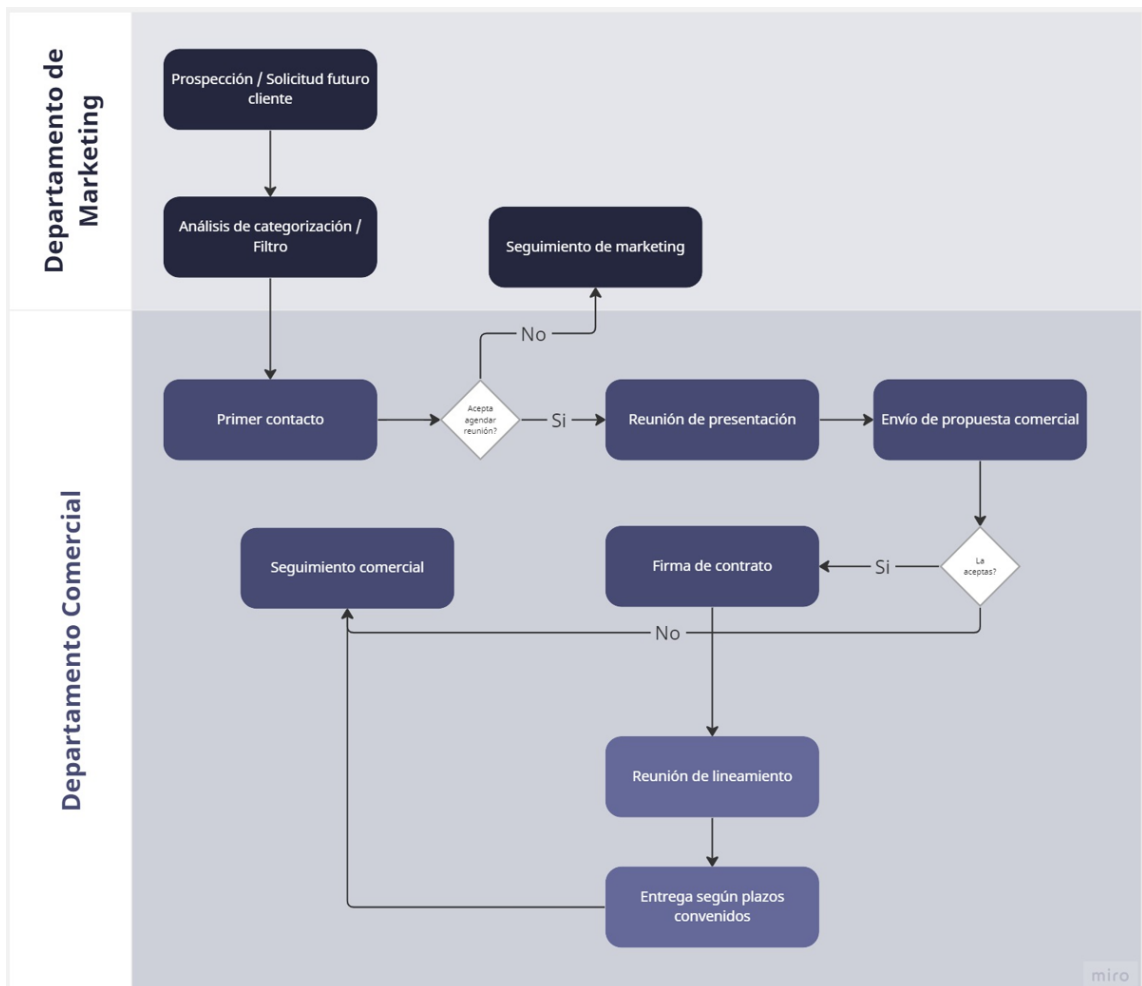 Departamento de
Marketing
Prospección / Solicitud futuro
cliente
Análisis de categorización /
Filtro
Seguimiento de marketing
No
Departamento Comercial
Primer contacto
Acepta
agendar
reunión?
Si
Reunión de presentación
Envío de propuesta comercial
Seguimiento comercial
Firma de contrato
Si
La
aceptas?
No
Reunión de lineamiento
Entrega según plazos
convenidos
miro